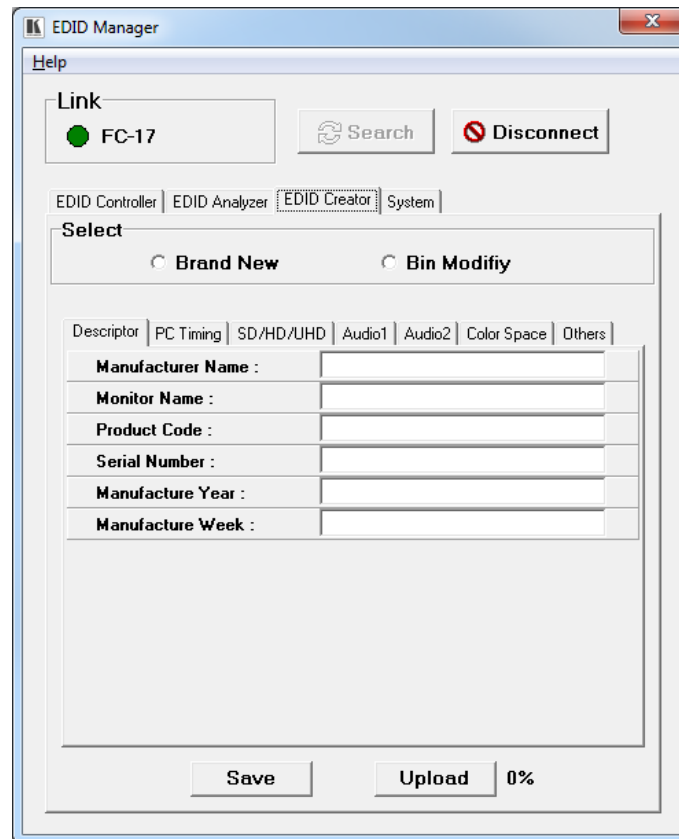 EDID Manager
Help
Link
FC-17
Search
Disconnect
EDID Controller EDID Analyzer EDID Creator System
Select
Brand New Bin Modifiy
Descriptor PC Timing SD/HD/UHD Audio1 Audio2 Color Space Others
Manufacturer Name :
Monitor Name :
Product Code :
Serial Number :
Manufacture Year :
Manufacture Week :
Save Upload 0%